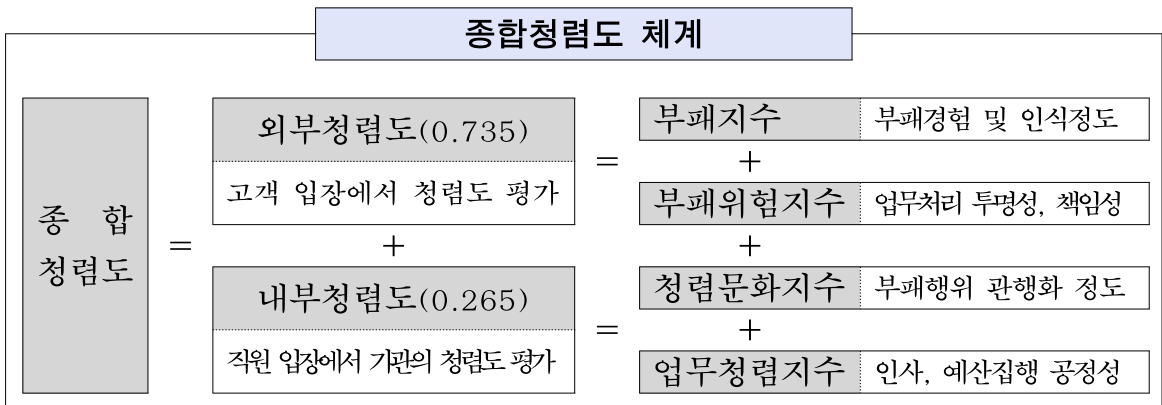 종합청렴도 체계
종 합
청렴도
=
외부청렴도(0.735)
고객 입장에서 청렴도 평가
+
내부청렴도(0.265)
직원 입장에서 기관의 청렴도 평가
=
=
부패지수 부패경험 및 인식정도
+
부패위험지수 업무처리 투명성, 책임성
+
청렴문화지수 부패행위 관행화 정도
+
업무청렴지수 인사, 예산집행 공정성